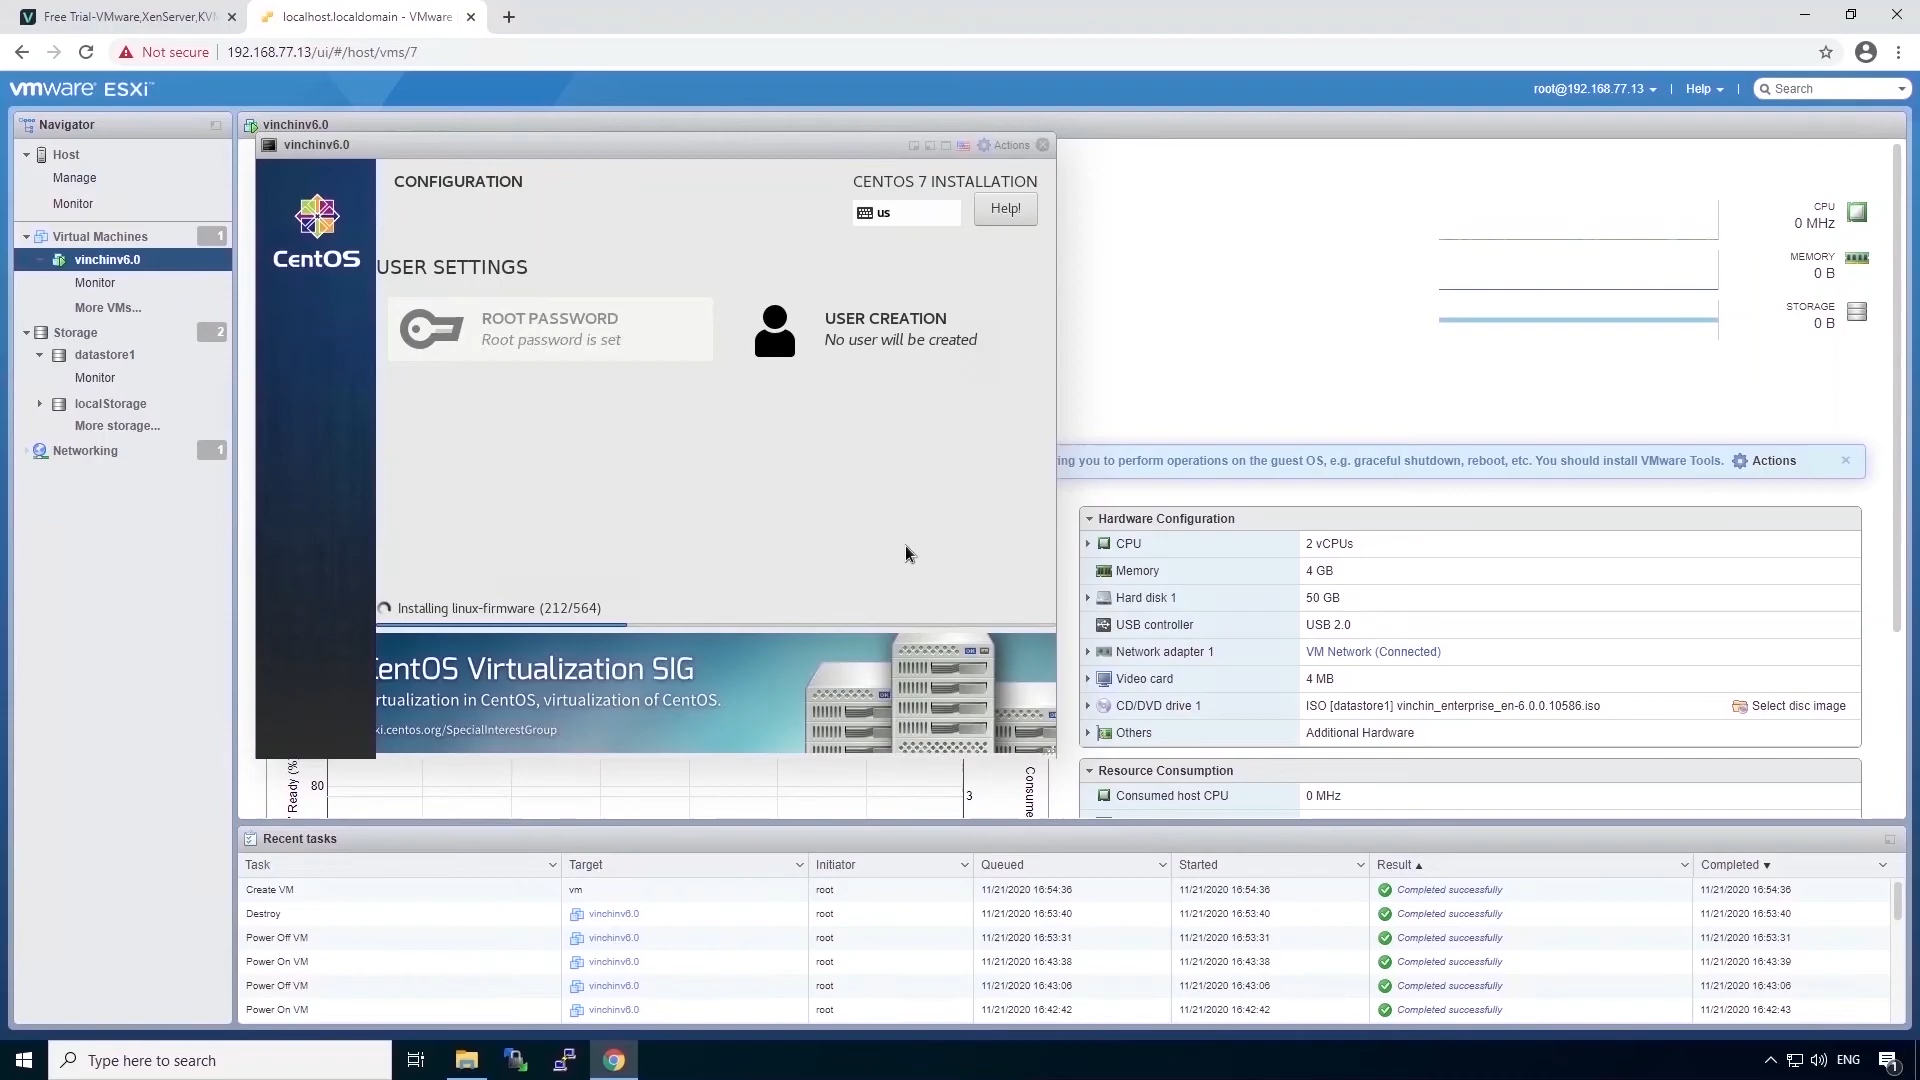 Free Trial-VMware,XenServer,KVM
localhost.localdomain - VMware
Not secure
192.168.77.13/ui/#/host/vms/7
vmware ESXi™
root@192.168.77.13
Help
Search
Navigator
Host
Manage
Monitor
Virtual Machines
1
vinchinv6.0
Monitor
More VMs...
Storage
2
datastore1
Monitor
localStorage
More storage...
Networking
1
vinchinv6.0
vinchinv6.0
Actions
CentOS
CONFIGURATION
CENTOS 7 INSTALLATION
us
Help!
USER SETTINGS
ROOT PASSWORD
Root password is set
USER CREATION
No user will be created
Installing linux-firmware (212/564)
CentOS Virtualization SIG
rtualization in CentOS, virtualization of CentOS.
ki.centos.org/SpecialInterestGroup
CPU
0 MHz
MEMORY
0 B
STORAGE
0 B
ing you to perform operations on the guest OS, e.g. graceful shutdown, reboot, etc. You should install VMware Tools.
Actions
Hardware Configuration
CPU
2 vCPUs
Memory
4 GB
Hard disk 1
50 GB
USB controller
USB 2.0
Network adapter 1
VM Network (Connected)
Video card
4 MB
CD/DVD drive 1
ISO [datastore1] vinchin_enterprise_en-6.0.0.10586.iso
Select disc image
Others
Additional Hardware
Resource Consumption
Consumed host CPU
0 MHz
Ready (%)
80
3
Consume
Recent tasks
Task Target Initiator Queued Started Result Completed
Create VM vm root 11/21/2020 16:54:36 11/21/2020 16:54:36 Completed successfully 11/21/2020 16:54:36
Destroy vinchinv6.0 root 11/21/2020 16:53:40 11/21/2020 16:53:40 Completed successfully 11/21/2020 16:53:40
Power Off VM vinchinv6.0 root 11/21/2020 16:53:31 11/21/2020 16:53:31 Completed successfully 11/21/2020 16:53:31
Power On VM vinchinv6.0 root 11/21/2020 16:43:38 11/21/2020 16:43:38 Completed successfully 11/21/2020 16:43:39
Power Off VM vinchinv6.0 root 11/21/2020 16:43:06 11/21/2020 16:43:06 Completed successfully 11/21/2020 16:43:06
Power On VM vinchinv6.0 root 11/21/2020 16:42:42 11/21/2020 16:42:42 Completed successfully 11/21/2020 16:42:43
Type here to search
ENG
1